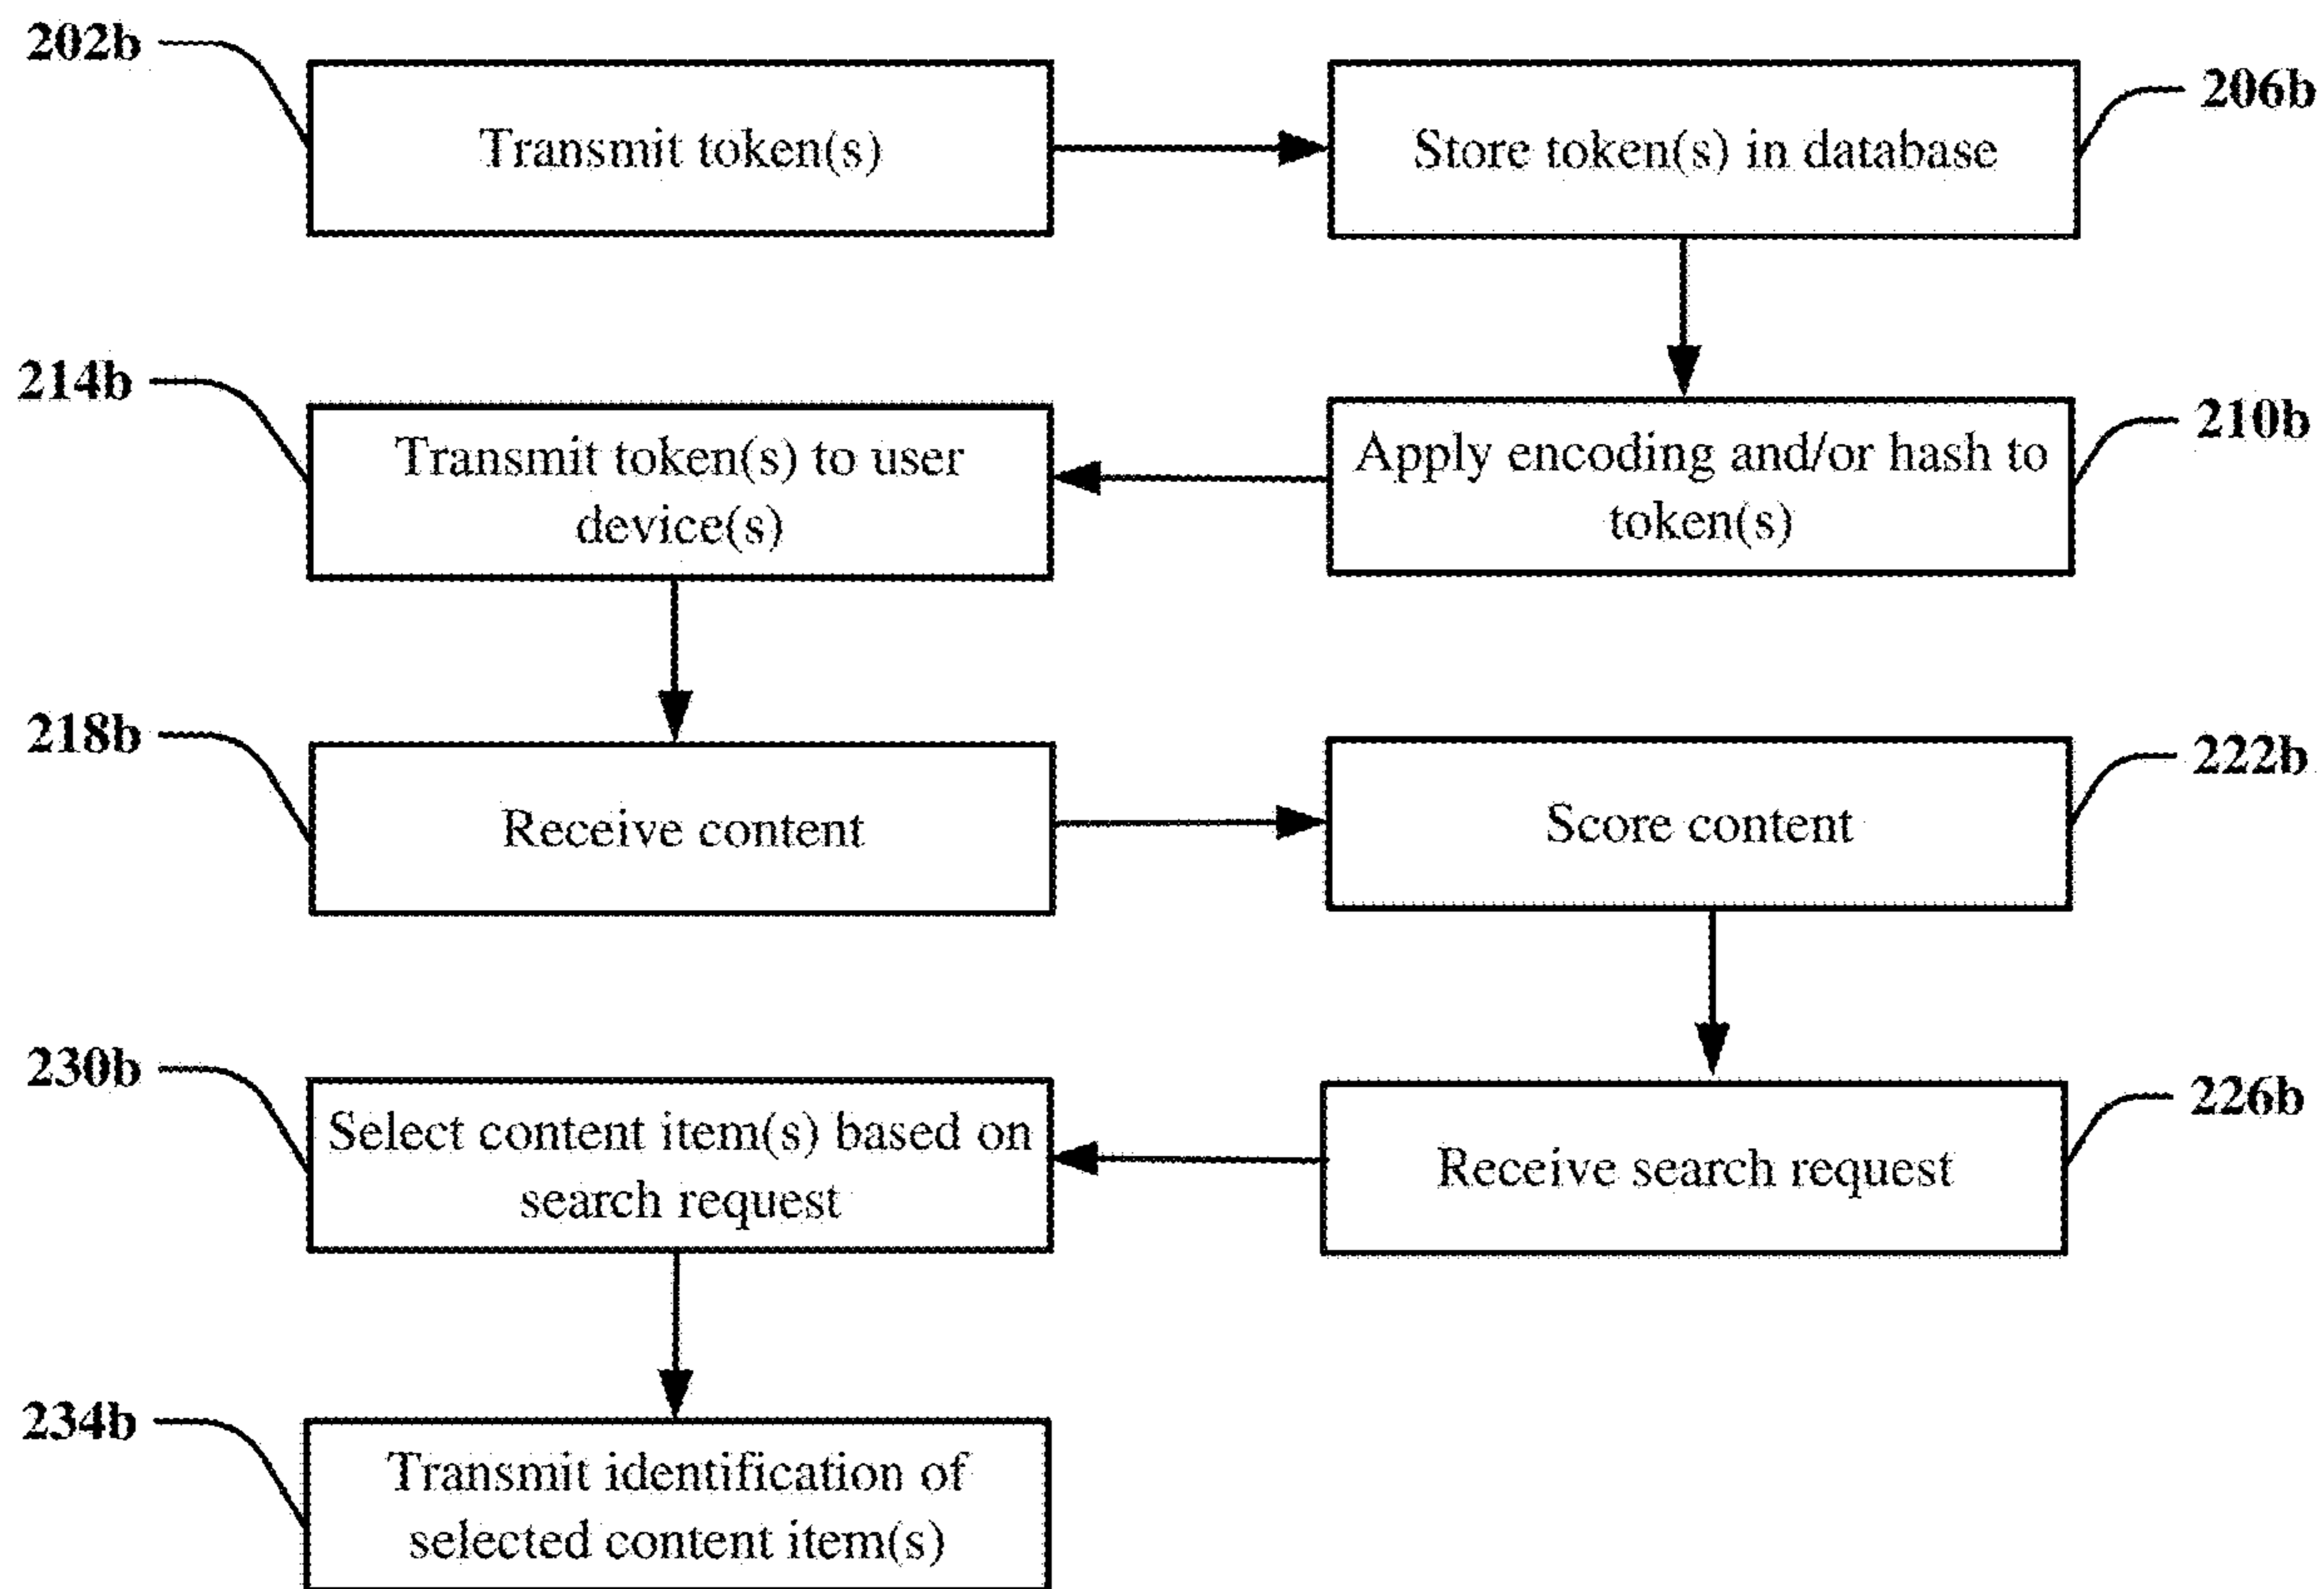 202b
Transmit token(s)
Store token(s) in database
206b
214b
Transmit token(s) to user
device(s)
Apply encoding and/or hash to
token(s)
210b
218b
Receive content
Score content
222b
230b
Select content item(s) based on
search request
Receive search request
226b
234b
Transmit identification of
selected content item(s)